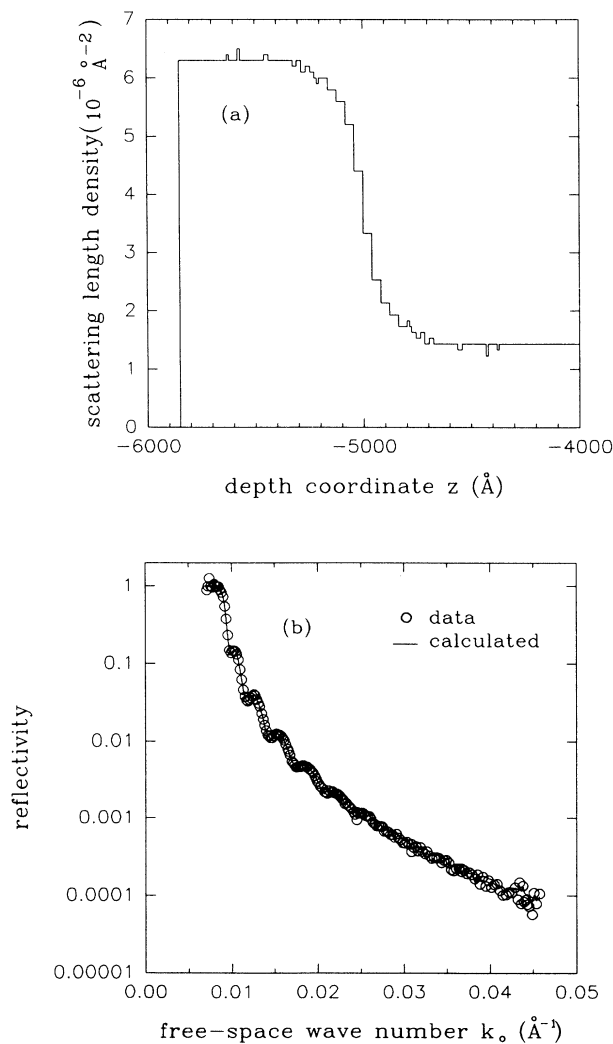 7
6
5
4
3
2
1
0
scattering length density(10⁻⁶ Å⁻²)
(a)
−6000
−5000
−4000
depth coordinate z (Å)
1
0.1
0.01
0.001
0.0001
0.00001
reflectivity
(b)
data
calculated
0.00
0.01
0.02
0.03
0.04
0.05
free-space wave number k₀ (Å⁻¹)